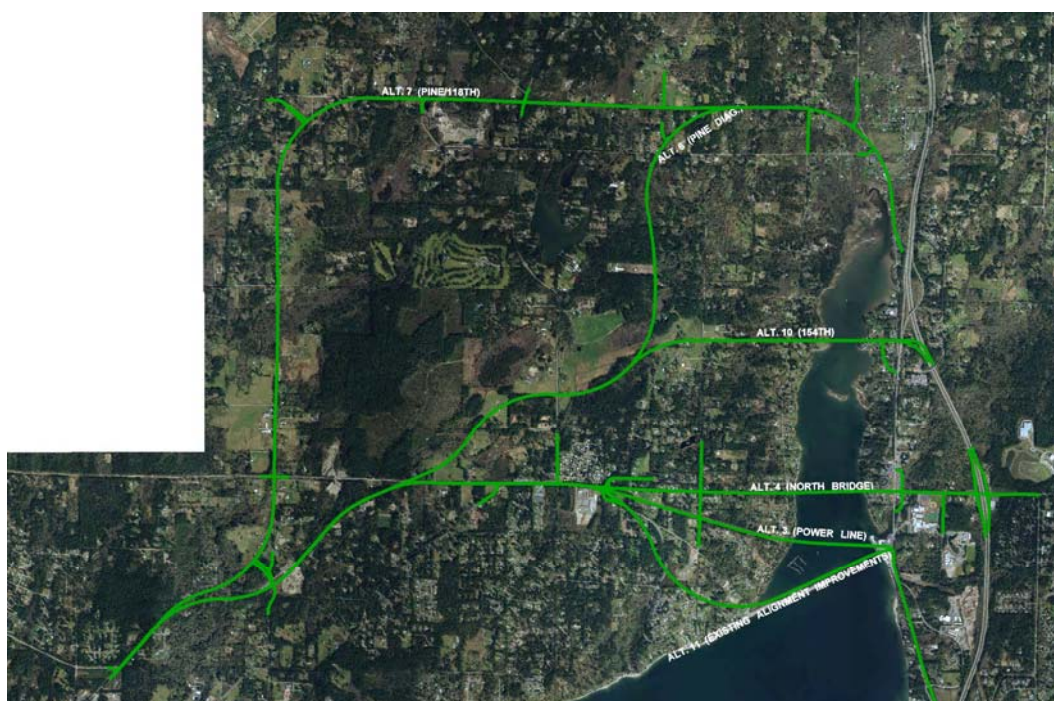 ALT. 7 (PINE/118TH)
ALT. 6 (PINE DIAG.)
ALT. 10 (154TH)
ALT. 4 (NORTH BRIDGE)
ALT. 3 (POWER LINE)
ALT. 11 (EXISTING ALIGNMENT IMPROVEMENTS)